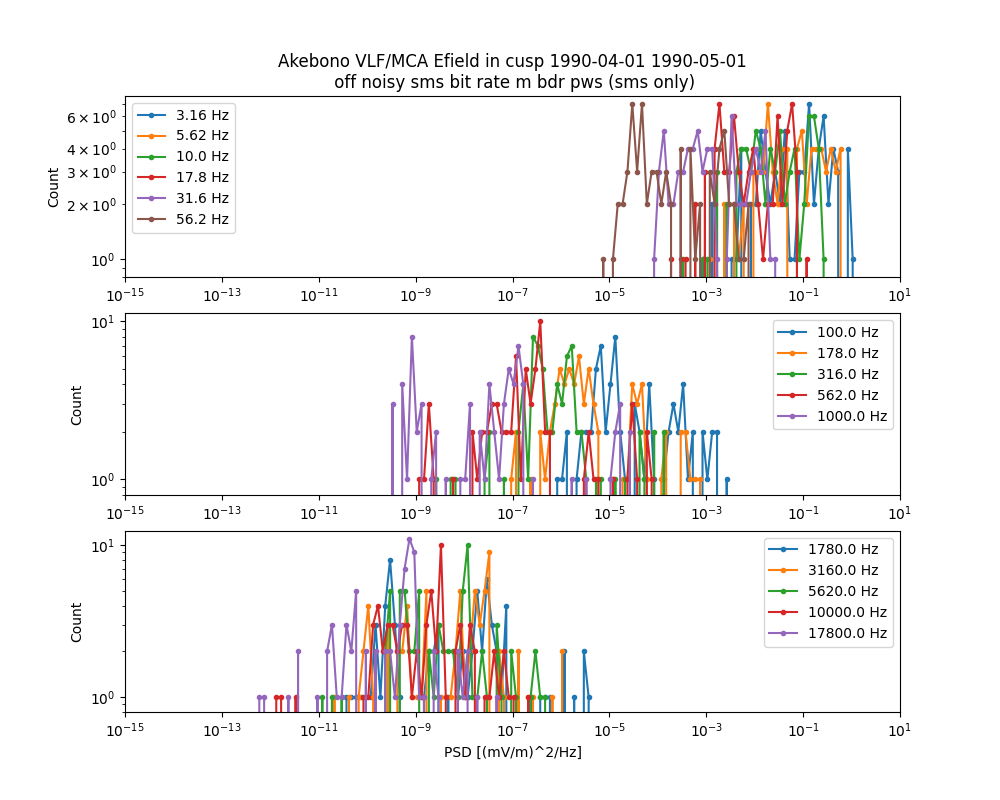 Akebono VLF/MCA Efield in cusp 1990-04-01 1990-05-01
off noisy sms bit rate m bdr pws (sms only)
Count
6 × 10⁰
4 × 10⁰
3 × 10⁰
2 × 10⁰
10⁰
3.16 Hz
5.62 Hz
10.0 Hz
17.8 Hz
31.6 Hz
56.2 Hz
10⁻¹⁵ 10⁻¹³ 10⁻¹¹ 10⁻⁹ 10⁻⁷ 10⁻⁵ 10⁻³ 10⁻¹ 10¹
Count
10¹
10⁰
100.0 Hz
178.0 Hz
316.0 Hz
562.0 Hz
1000.0 Hz
10⁻¹⁵ 10⁻¹³ 10⁻¹¹ 10⁻⁹ 10⁻⁷ 10⁻⁵ 10⁻³ 10⁻¹ 10¹
Count
10¹
10⁰
1780.0 Hz
3160.0 Hz
5620.0 Hz
10000.0 Hz
17800.0 Hz
10⁻¹⁵ 10⁻¹³ 10⁻¹¹ 10⁻⁹ 10⁻⁷ 10⁻⁵ 10⁻³ 10⁻¹ 10¹
PSD [(mV/m)^2/Hz]